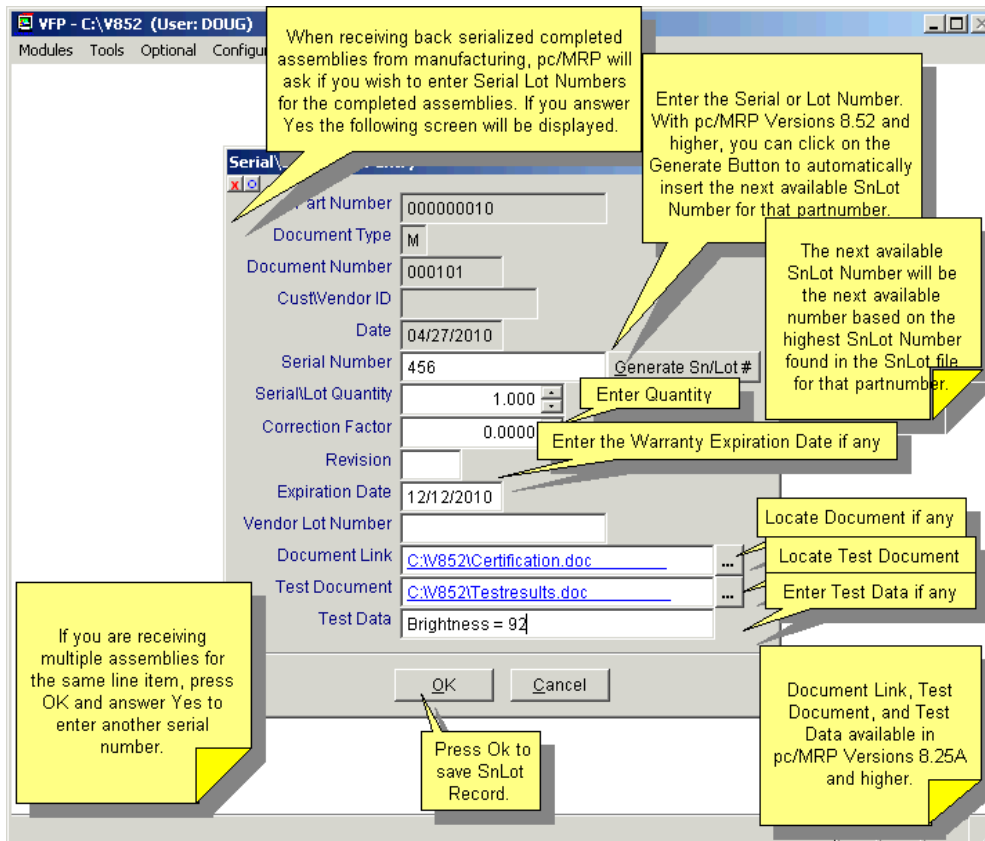 VFP - C:\V852 (User: DOUG)
Modules Tools Optional Configur
When receiving back serialized completed
assemblies from manufacturing, pc/MRP will
ask if you wish to enter Serial Lot Numbers
for the completed assemblies. If you answer
Yes the following screen will be displayed.
Enter the Serial or Lot Number.
With pc/MRP Versions 8.52 and
higher, you can click on the
Generate Button to automatically
insert the next available SnLot
Number for that partnumber.
The next available
SnLot Number will be
the next available
number based on the
highest SnLot Number
found in the SnLot file
for that partnumber.
Serial\
Part Number 000000010
Document Type M
Document Number 000101
Cust\Vendor ID
Date 04/27/2010
Serial Number 456 Generate Sn/Lot #
Serial\Lot Quantity 1.000
Enter Quantity
Correction Factor 0.0000
Enter the Warranty Expiration Date if any
Revision
Expiration Date 12/12/2010
Vendor Lot Number
Locate Document if any
Document Link C:\V852\Certification.doc ...
Locate Test Document
Test Document C:\V852\Testresults.doc ...
Enter Test Data if any
Test Data Brightness = 92
OK Cancel
If you are receiving
multiple assemblies for
the same line item, press
OK and answer Yes to
enter another serial
number.
Press Ok to
save SnLot
Record.
Document Link, Test
Document, and Test
Data available in
pc/MRP Versions 8.25A
and higher.